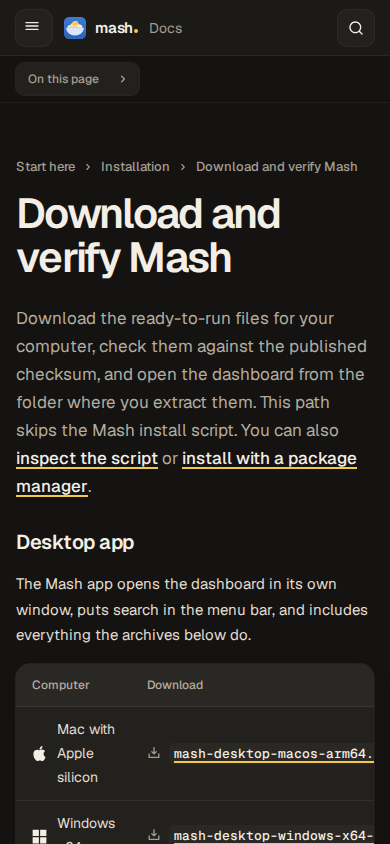 mash. Docs
On this page
Start here > Installation > Download and verify Mash
Download and
verify Mash
Download the ready-to-run files for your
computer, check them against the published
checksum, and open the dashboard from the
folder where you extract them. This path
skips the Mash install script. You can also
inspect the script or install with a package
manager.
Desktop app
The Mash app opens the dashboard in its own
window, puts search in the menu bar, and includes
everything the archives below do.
Computer Download
Mac with
Apple
silicon
mash-desktop-macos-arm64.
Windows
mash-desktop-windows-x64-